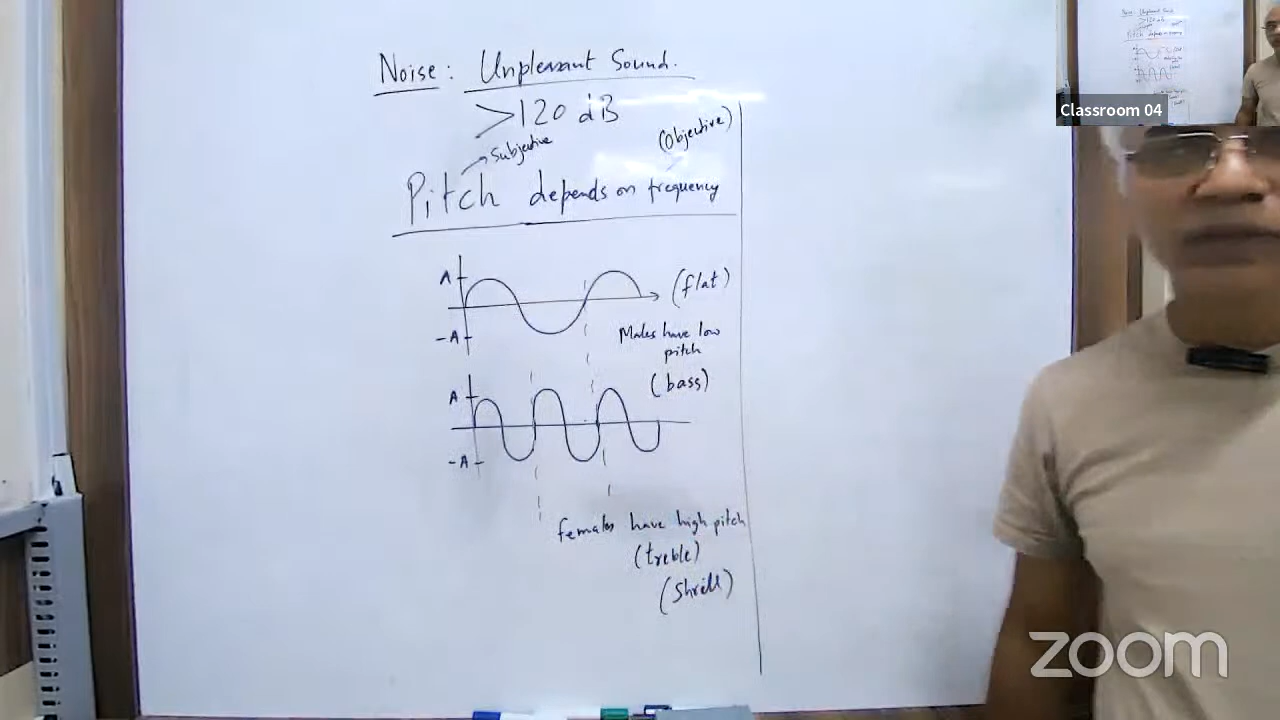 Noise: Unpleasant Sound.
>120 dB
Subjective
(Objective)
Pitch depends on frequency
A
-A
(flat)
Males have low
pitch
(bass)
A
-A
females have high pitch
(treble)
(Shrill)
Classroom 04
zoom